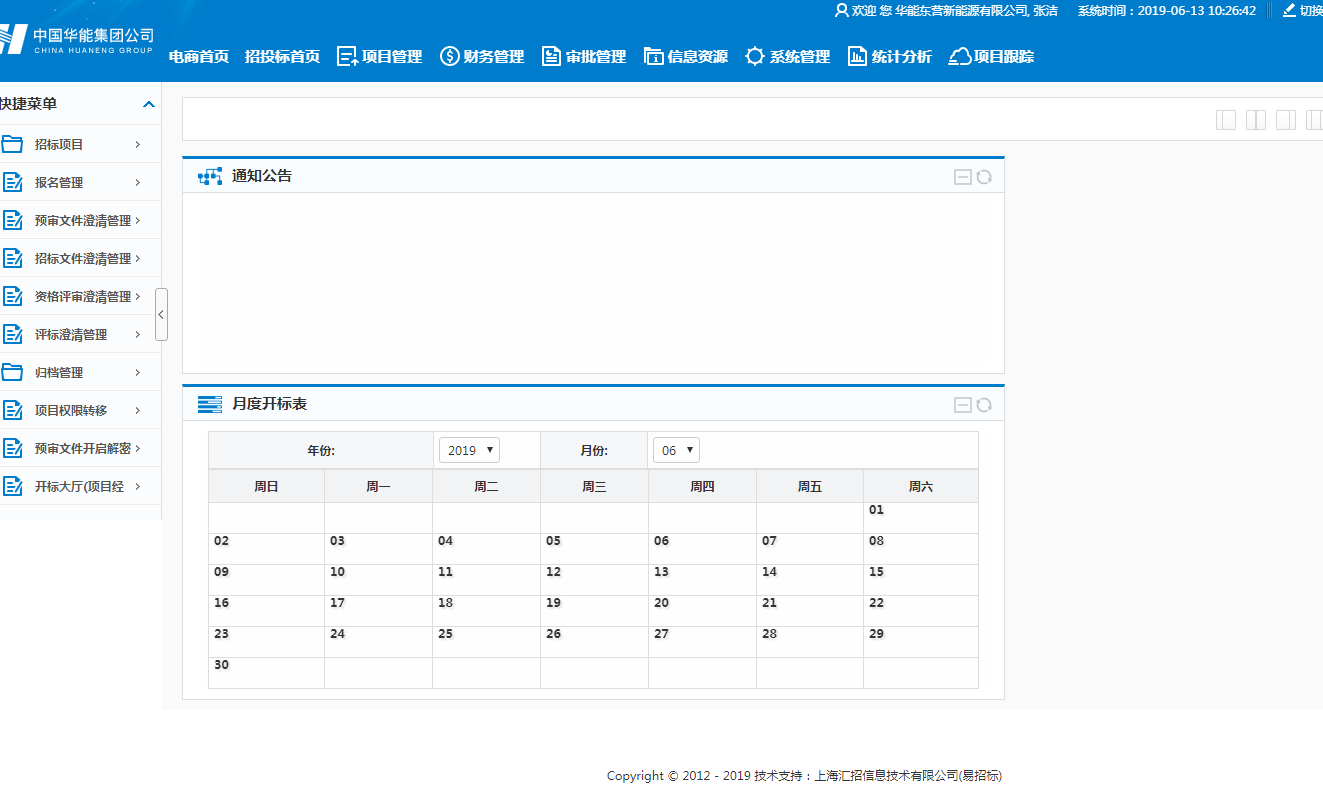 欢迎 您 华能东营新能源有限公司, 张洁 系统时间：2019-06-13 10:26:42 切换
中国华能集团公司
CHINA HUANENG GROUP
电商首页 招投标首页 项目管理 财务管理 审批管理 信息资源 系统管理 统计分析 项目跟踪
快捷菜单
招标项目
报名管理
预审文件澄清管理
招标文件澄清管理
资格评审澄清管理
评标澄清管理
归档管理
项目权限转移
预审文件开启解密
开标大厅(项目经
通知公告
月度开标表
年份: 2019 月份: 06
周日 周一 周二 周三 周四 周五 周六
01
02 03 04 05 06 07 08
09 10 11 12 13 14 15
16 17 18 19 20 21 22
23 24 25 26 27 28 29
30
Copyright © 2012 - 2019 技术支持：上海汇招信息技术有限公司(易招标)